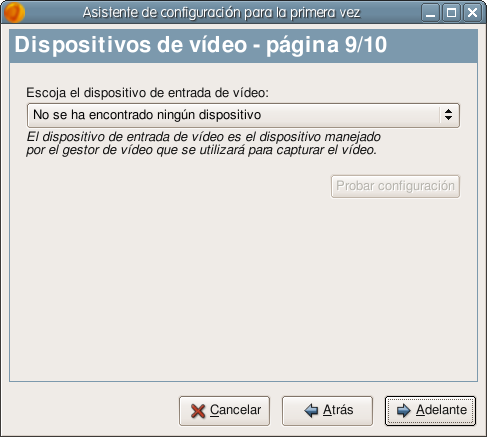 Asistente de configuración para la primera vez
Dispositivos de vídeo - página 9/10
Escoja el dispositivo de entrada de vídeo:
No se ha encontrado ningún dispositivo
El dispositivo de entrada de vídeo es el dispositivo manejado
por el gestor de vídeo que se utilizará para capturar el vídeo.
Probar configuración
Cancelar
Atrás
Adelante